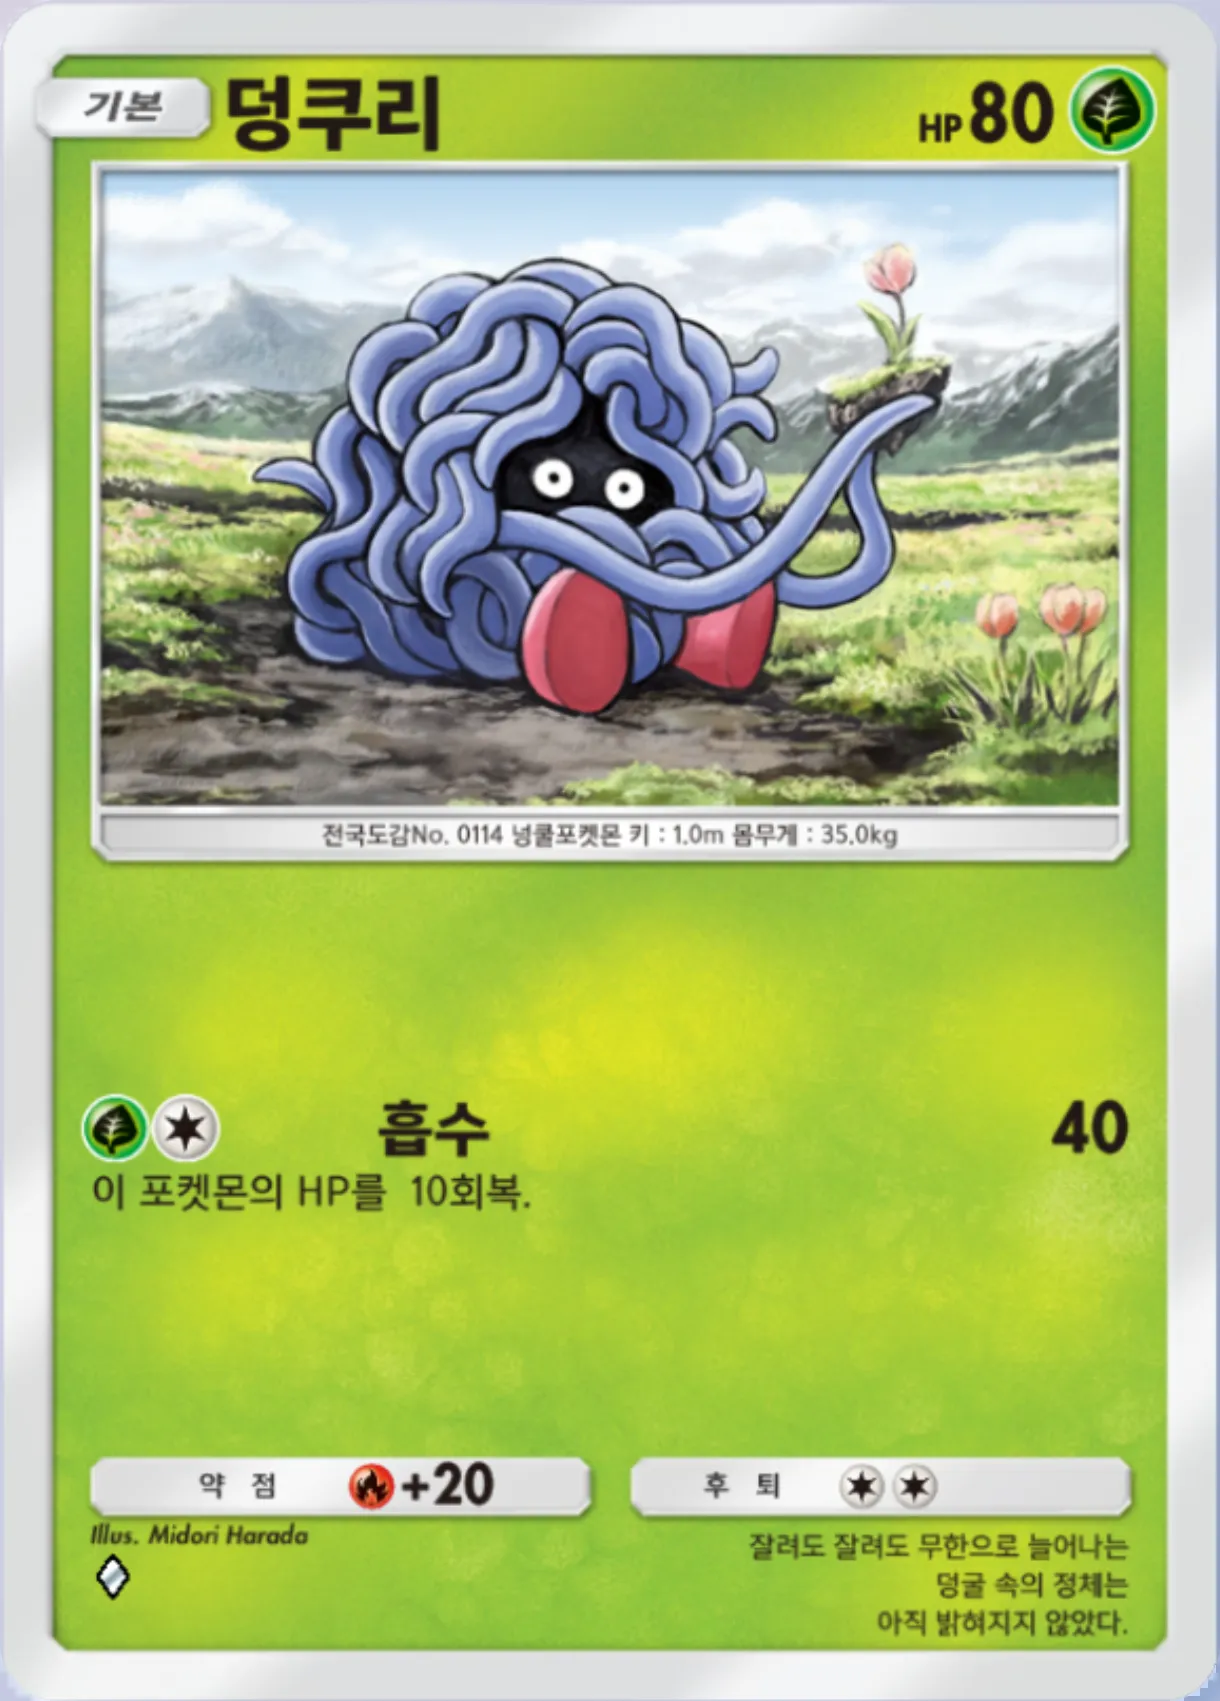 기본 덩쿠리 HP 80
전국도감No. 0114 넝쿨포켓몬 키 : 1.0m 몸무게 : 35.0kg
흡수 40
이 포켓몬의 HP를 10회복.
약점 +20 후퇴
Illus. Midori Harada
잘려도 잘려도 무한으로 늘어나는
덩굴 속의 정체는
아직 밝혀지지 않았다.